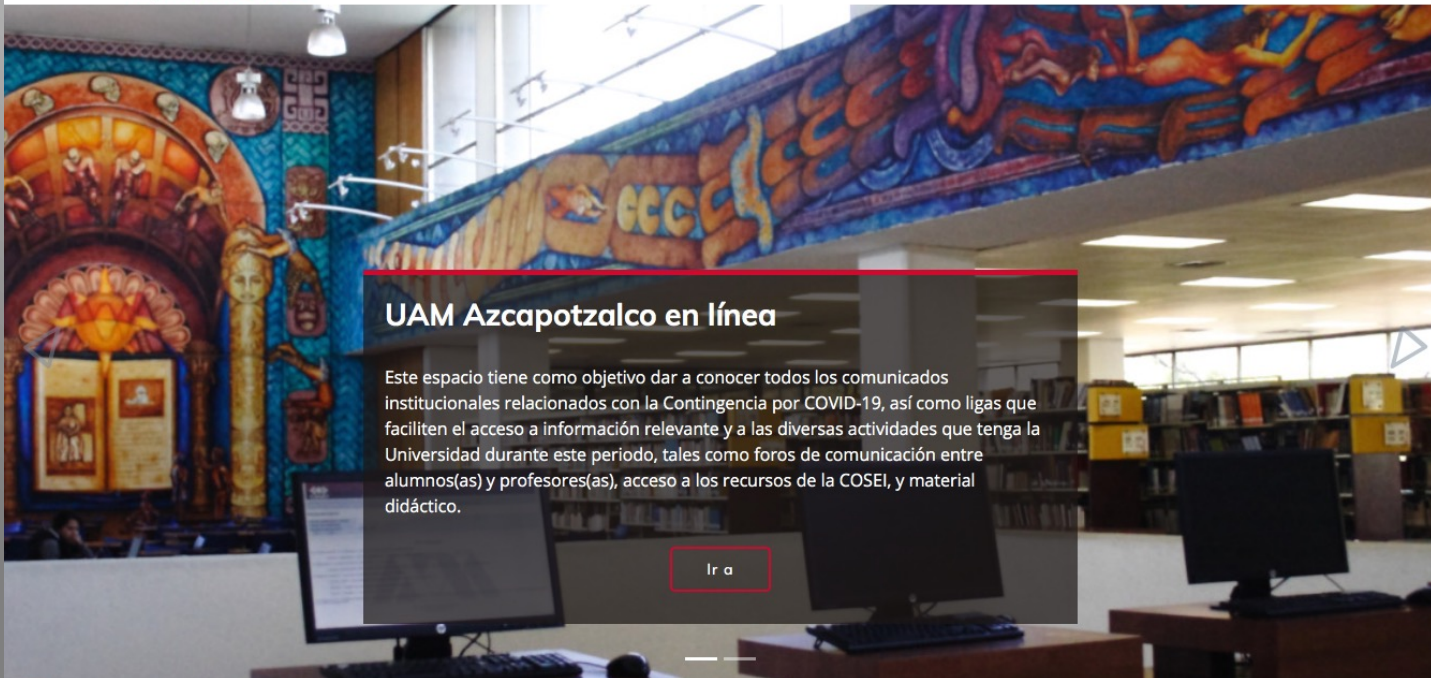 UAM Azcapotzalco en línea
Este espacio tiene como objetivo dar a conocer todos los comunicados
institucionales relacionados con la Contingencia por COVID-19, así como ligas que
faciliten el acceso a información relevante y a las diversas actividades que tenga la
Universidad durante este periodo, tales como foros de comunicación entre
alumnos(as) y profesores(as), acceso a los recursos de la COSEI, y material
didáctico.
Ir a